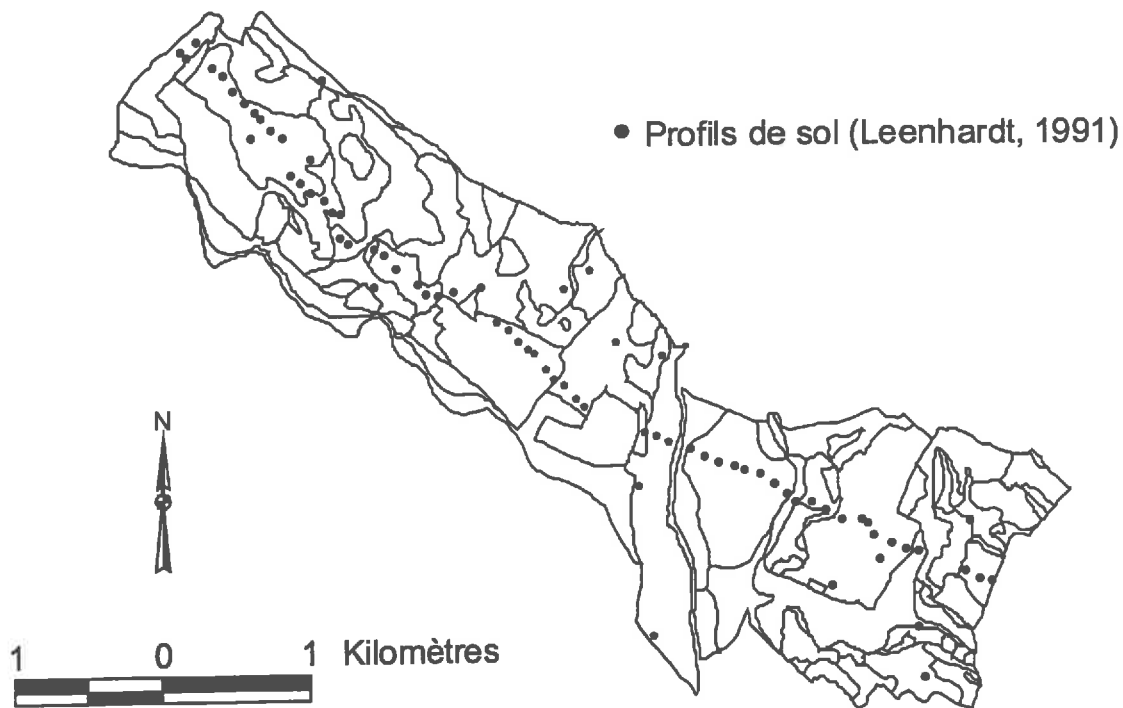 ● Profils de sol (Leenhardt, 1991)
N
1 0 1 Kilomètres